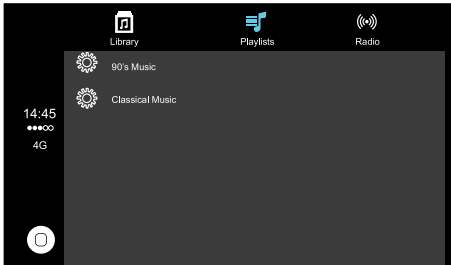 Library
Playlists
Radio
90's Music
Classical Music
14:45
4G